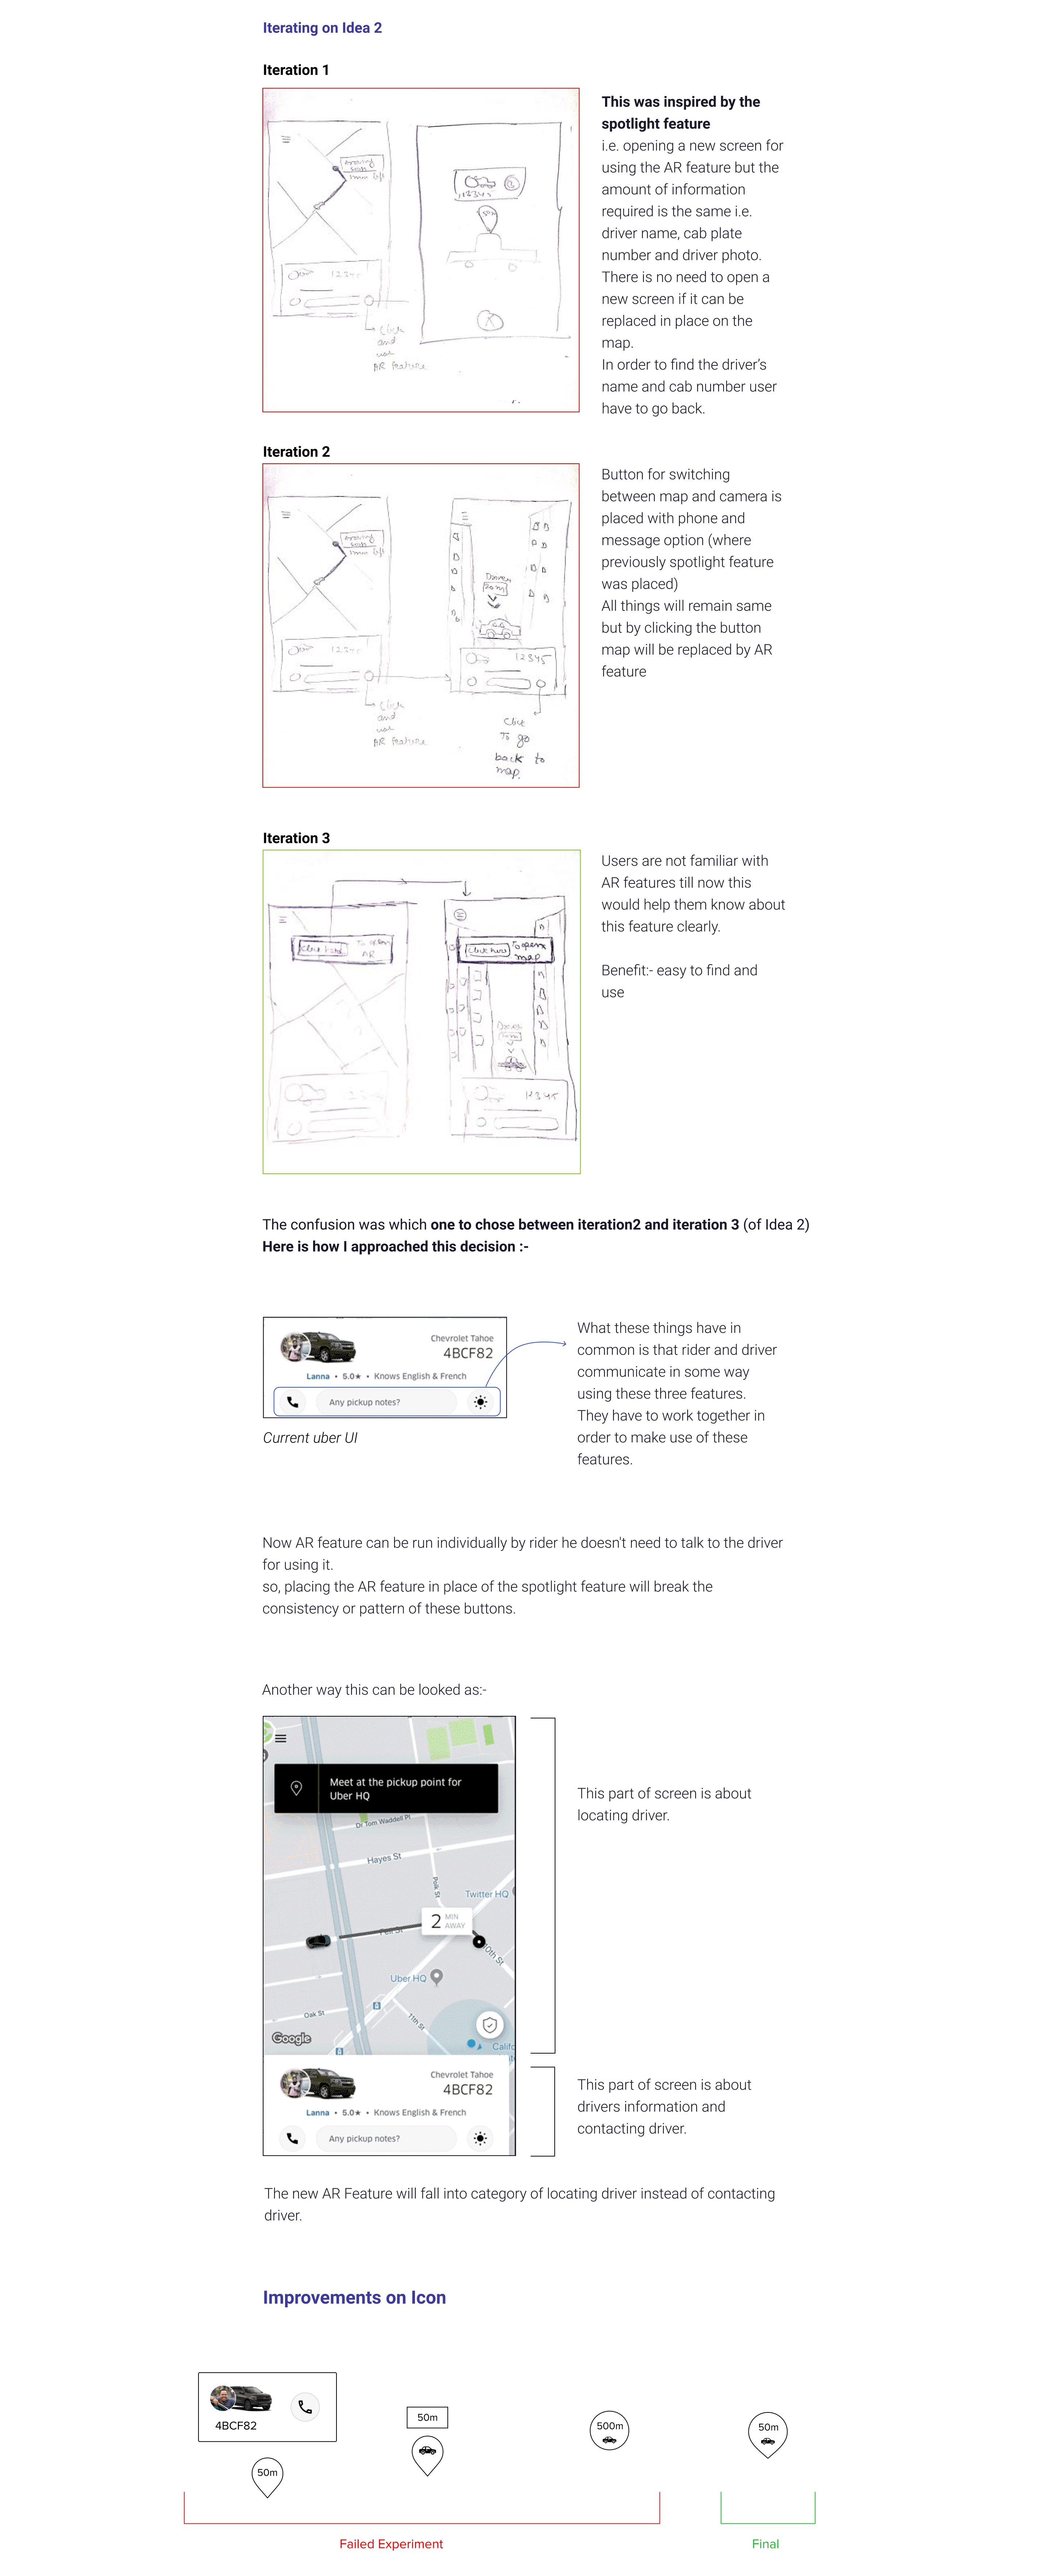 Iterating on Idea 2
Iteration 1
This was inspired by the
spotlight feature
i.e. opening a new screen for
using the AR feature but the
amount of information
required is the same i.e.
driver name, cab plate
number and driver photo.
There is no need to open a
new screen if it can be
replaced in place on the
map.
In order to find the driver's
name and cab number user
have to go back.
12345
Click
and
use
AR feature
Iteration 2
Button for switching
between map and camera is
placed with phone and
message option (where
previously spotlight feature
was placed)
All things will remain same
but by clicking the button
map will be replaced by AR
feature
Driver
12345
Click
and
use
AR feature
Clic
To go
back to
map.
Iteration 3
Users are not familiar with
AR features till now this
would help them know about
this feature clearly.
Benefit:- easy to find and
use
Click here
AR
Click here
To open
map
Driver
12345
The confusion was which one to chose between iteration2 and iteration 3 (of Idea 2)
Here is how I approached this decision :-
Chevrolet Tahoe
4BCF82
Lanna • 5.0★ • Knows English & French
Any pickup notes?
Current uber UI
What these things have in
common is that rider and driver
communicate in some way
using these three features.
They have to work together in
order to make use of these
features.
Now AR feature can be run individually by rider he doesn't need to talk to the driver
for using it.
so, placing the AR feature in place of the spotlight feature will break the
consistency or pattern of these buttons.
Another way this can be looked as:-
Meet at the pickup point for
Uber HQ
Dr Tom Waddell Pl
Hayes St
Polk St
Twitter HQ
2 MIN
AWAY
Fell St
10th St
Uber HQ
Oak St
11th St
Google
Califo
Chevrolet Tahoe
4BCF82
Lanna • 5.0★ • Knows English & French
Any pickup notes?
This part of screen is about
locating driver.
This part of screen is about
drivers information and
contacting driver.
The new AR Feature will fall into category of locating driver instead of contacting
driver.
Improvements on Icon
4BCF82
50m
50m
500m
50m
Failed Experiment
Final